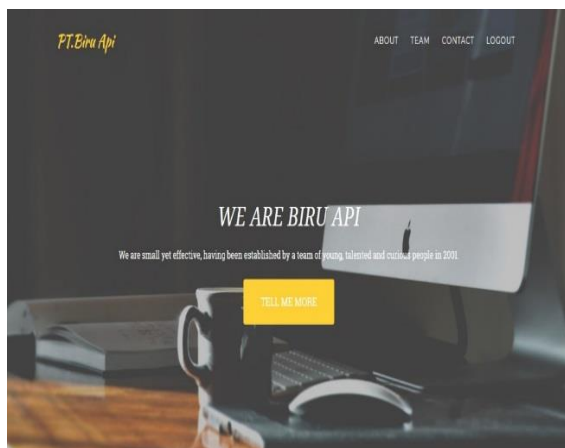 PT.Biru Api
ABOUT TEAM CONTACT LOGOUT
WE ARE BIRU API
We are small yet effective, having been established by a team of young, talented and curious people in 2001
TELL ME MORE